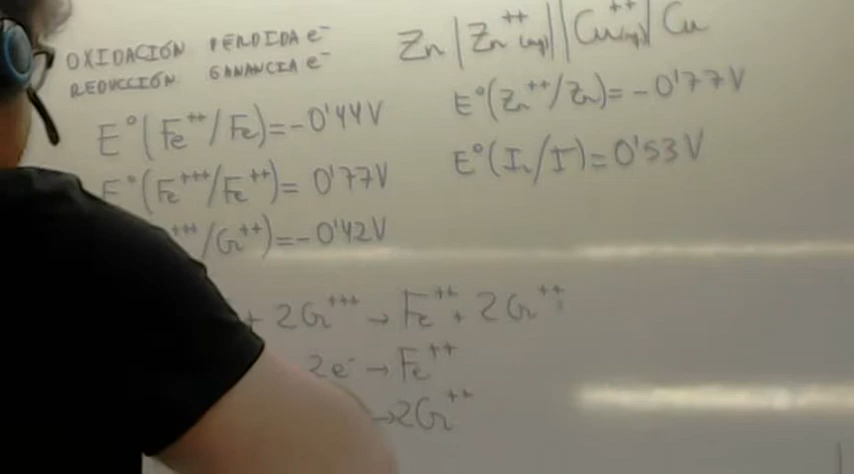 OXIDACIÓN PERDIDA e⁻
REDUCCIÓN GANANCIA e⁻
Zn | Zn⁺⁺(aq) || Cu⁺⁺(aq) | Cu
E°(Fe⁺⁺/Fe)=-0'44V
E°(Zn⁺⁺/Zn)=-0'77V
E°(Fe⁺⁺⁺/Fe⁺⁺)= 0'77V
E°(I₂/I⁻)=0'53V
⁺⁺⁺/Cr⁺⁺)=-0'42V
+ 2Cr⁺⁺⁺ → Fe⁺⁺ + 2Cr⁺⁺
2e⁻ → Fe⁺⁺
→2Cr⁺⁺